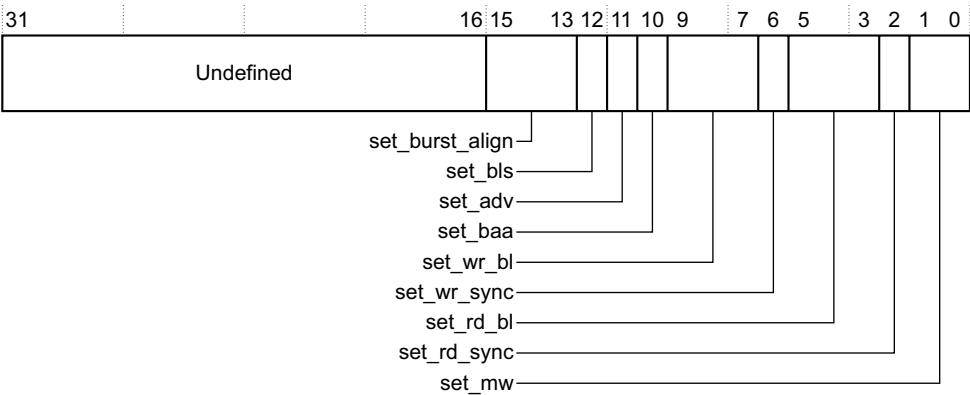 31 16 15 13 12 11 10 9 7 6 5 3 2 1 0
Undefined
set_burst_align
set_bls
set_adv
set_baa
set_wr_bl
set_wr_sync
set_rd_bl
set_rd_sync
set_mw